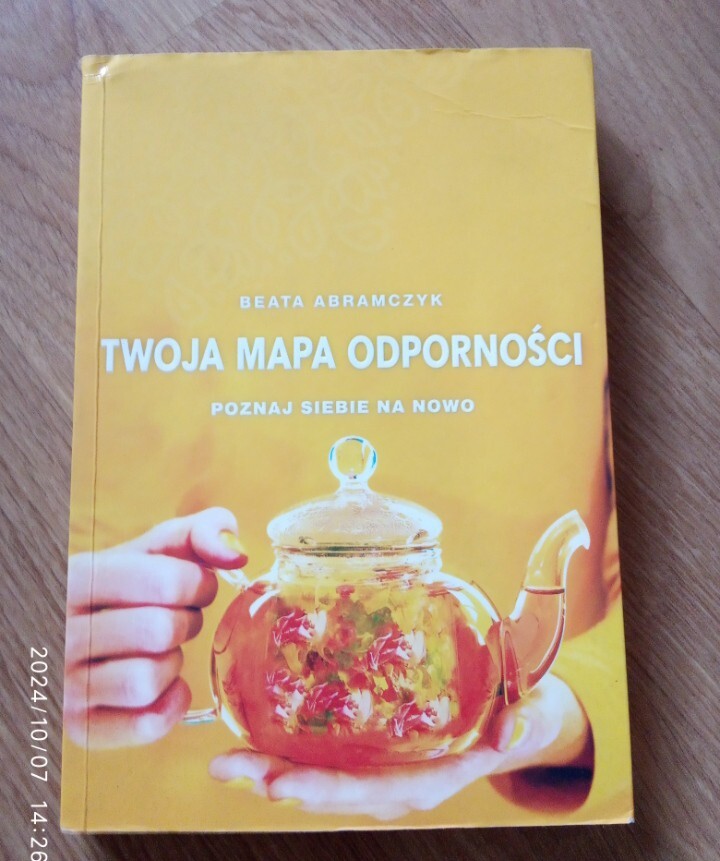 BEATA ABRAMCZYK
TWOJA MAPA ODPORNOŚCI
POZNAJ SIEBIE NA NOWO
2024/10/07 14:26